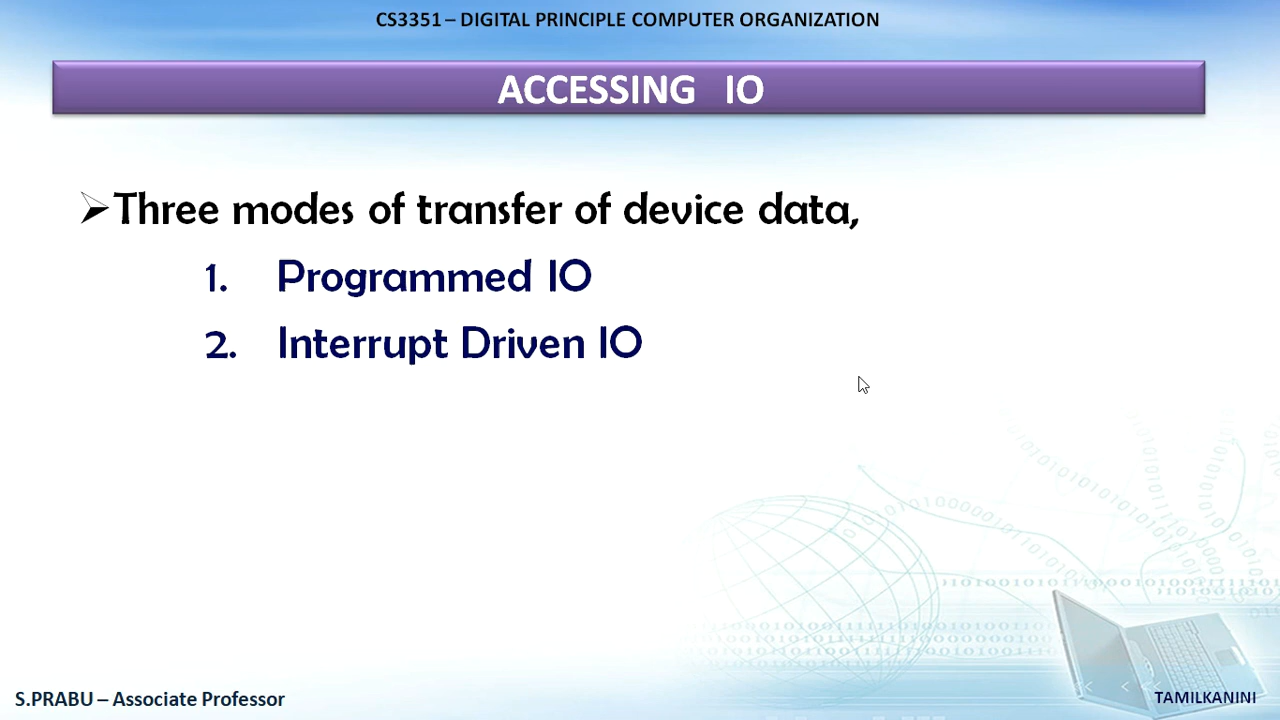 CS3351 – DIGITAL PRINCIPLE COMPUTER ORGANIZATION
ACCESSING IO
➢Three modes of transfer of device data,
1. Programmed IO
2. Interrupt Driven IO
S.PRABU – Associate Professor
TAMILKANINI